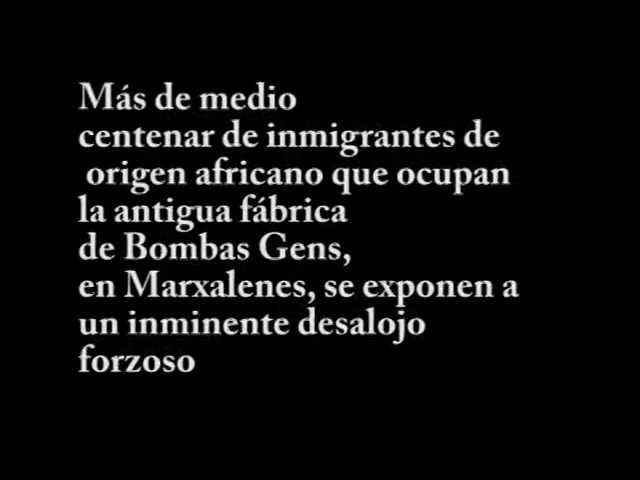 Más de medio
centenar de inmigrantes de
origen africano que ocupan
la antigua fábrica
de Bombas Gens,
en Marxalenes, se exponen a
un inminente desalojo
forzoso